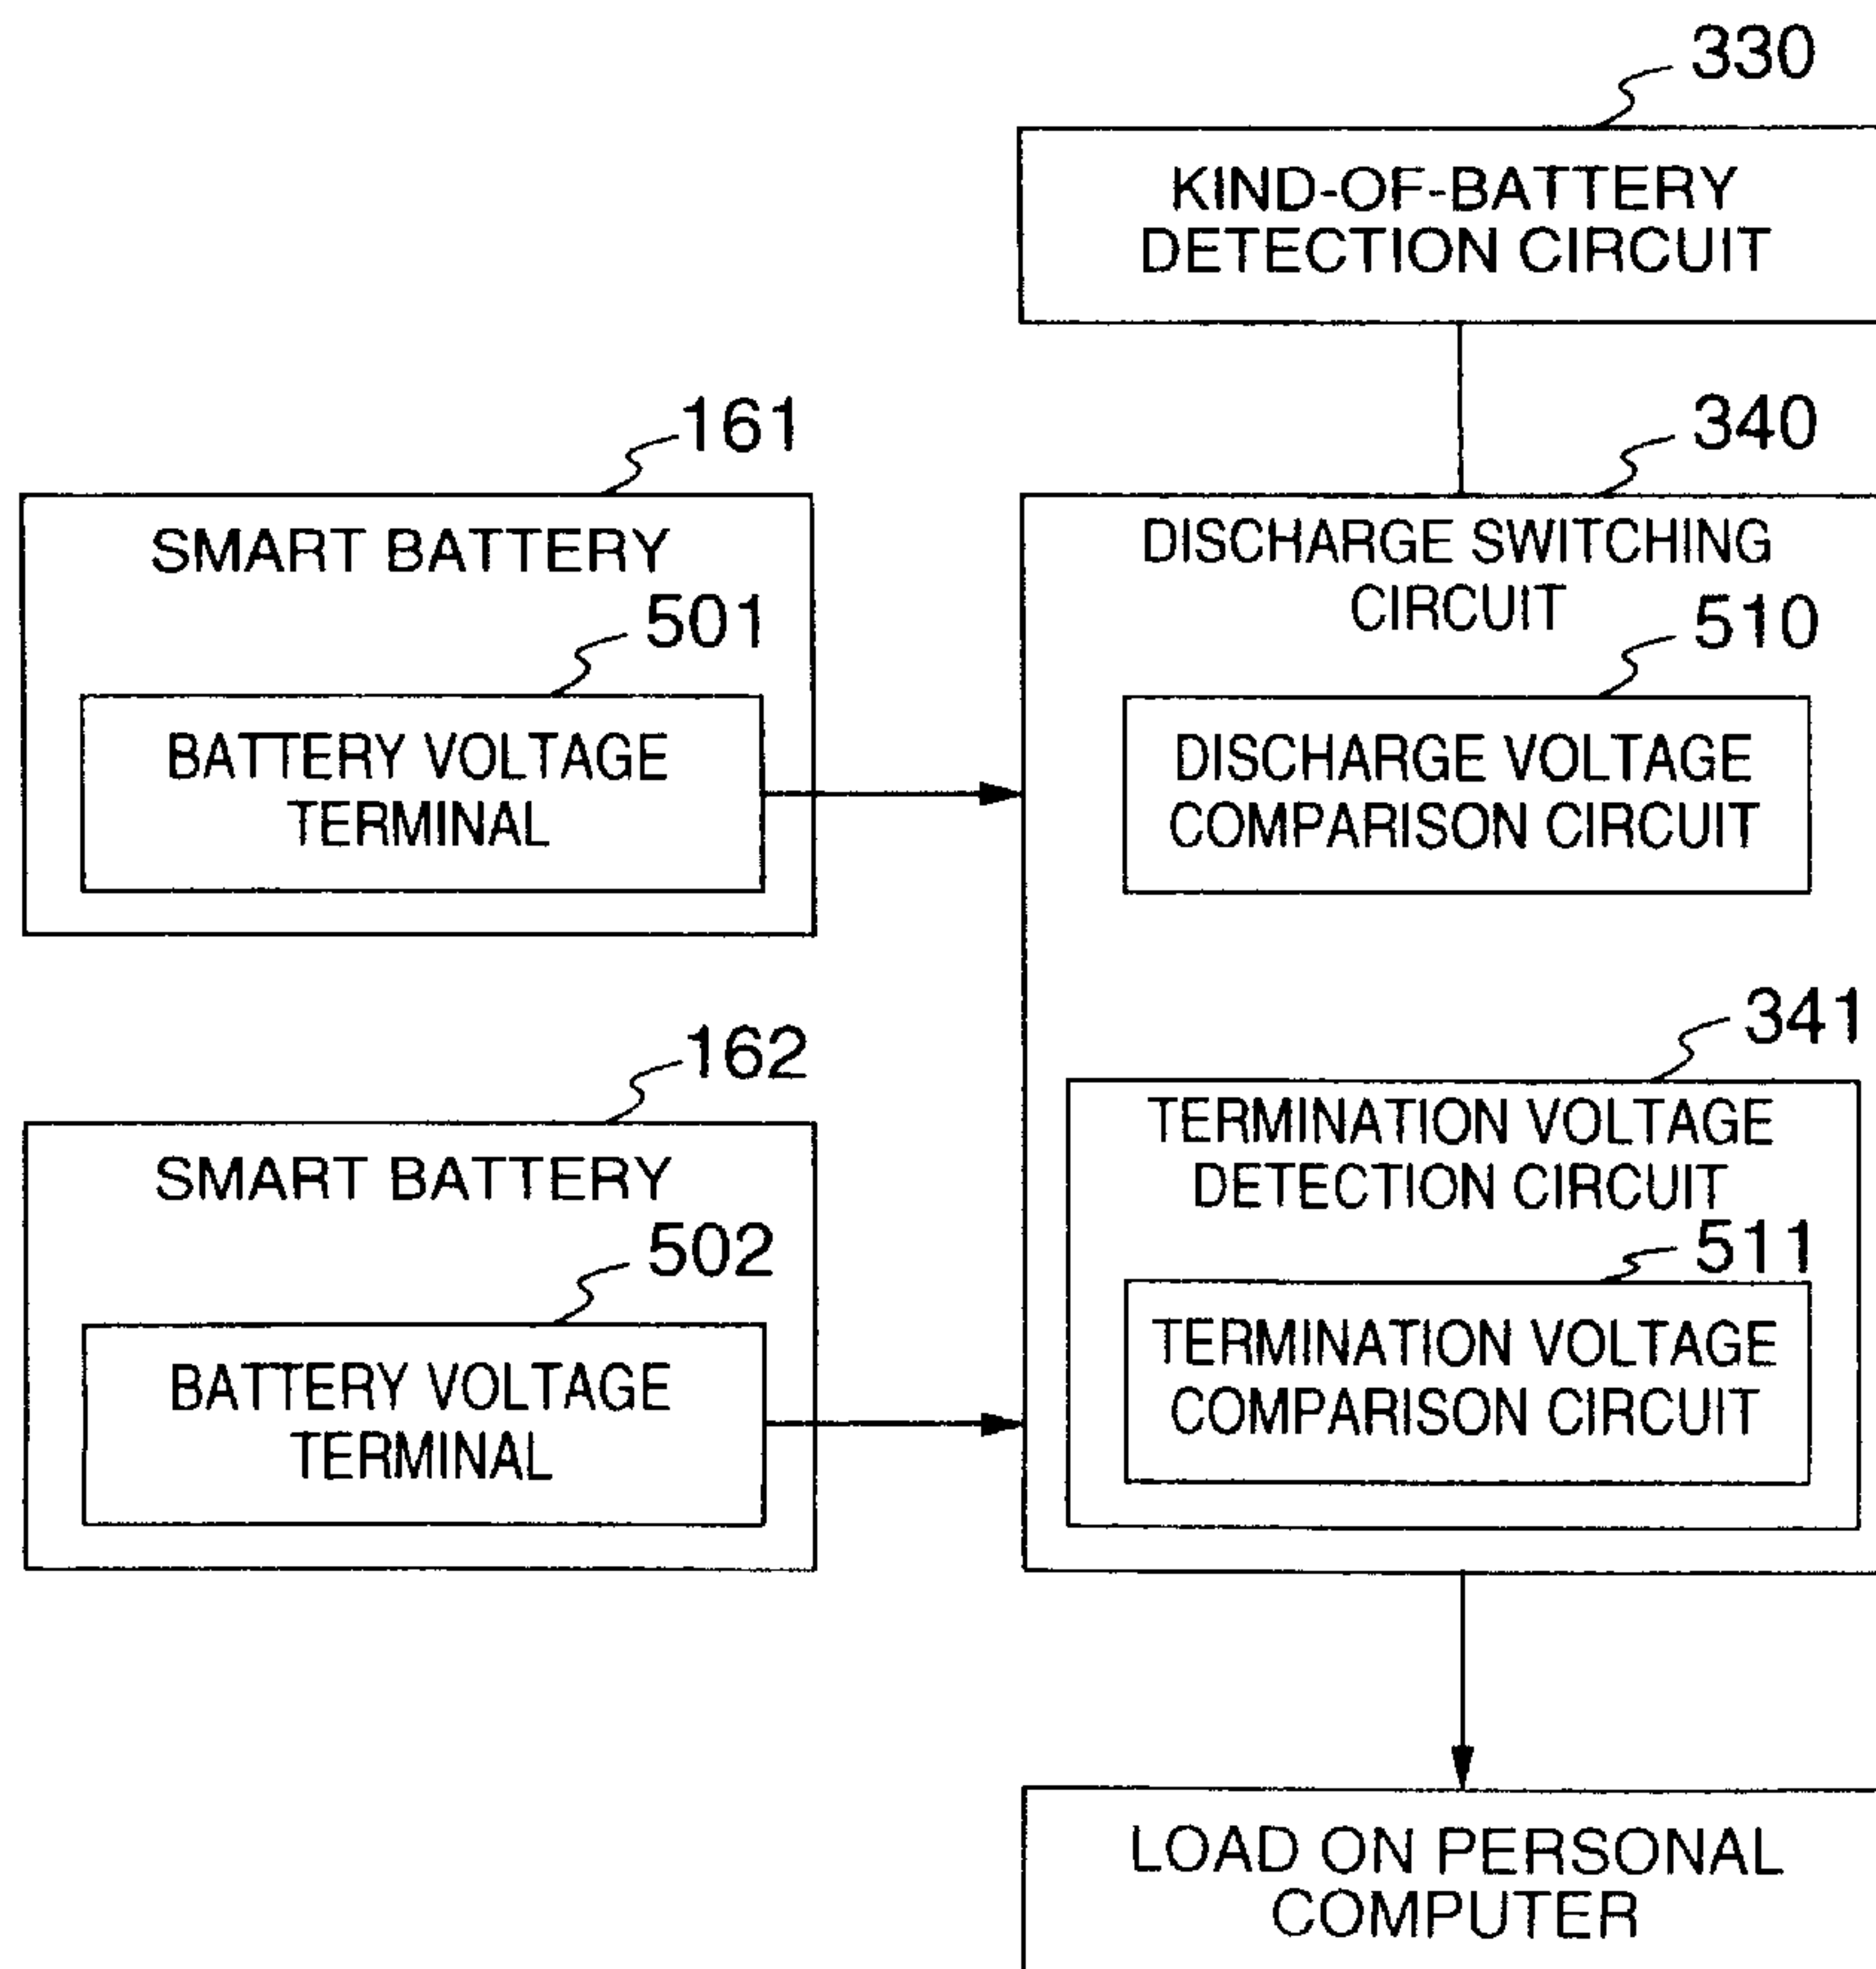 330
KIND-OF-BATTERY
DETECTION CIRCUIT
161
SMART BATTERY
501
BATTERY VOLTAGE
TERMINAL
340
DISCHARGE SWITCHING
CIRCUIT
510
DISCHARGE VOLTAGE
COMPARISON CIRCUIT
162
SMART BATTERY
502
BATTERY VOLTAGE
TERMINAL
341
TERMINATION VOLTAGE
DETECTION CIRCUIT
511
TERMINATION VOLTAGE
COMPARISON CIRCUIT
LOAD ON PERSONAL
COMPUTER